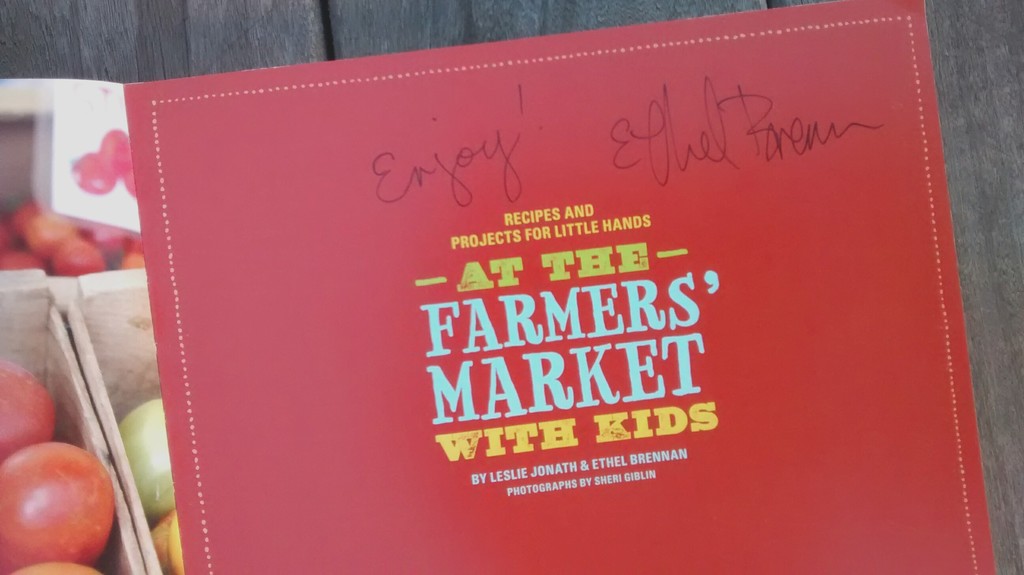 Enjoy! Ethel Brennan
RECIPES AND
PROJECTS FOR LITTLE HANDS
AT THE
FARMERS'
MARKET
WITH KIDS
BY LESLIE JONATH & ETHEL BRENNAN
PHOTOGRAPHS BY SHERI GIBLIN